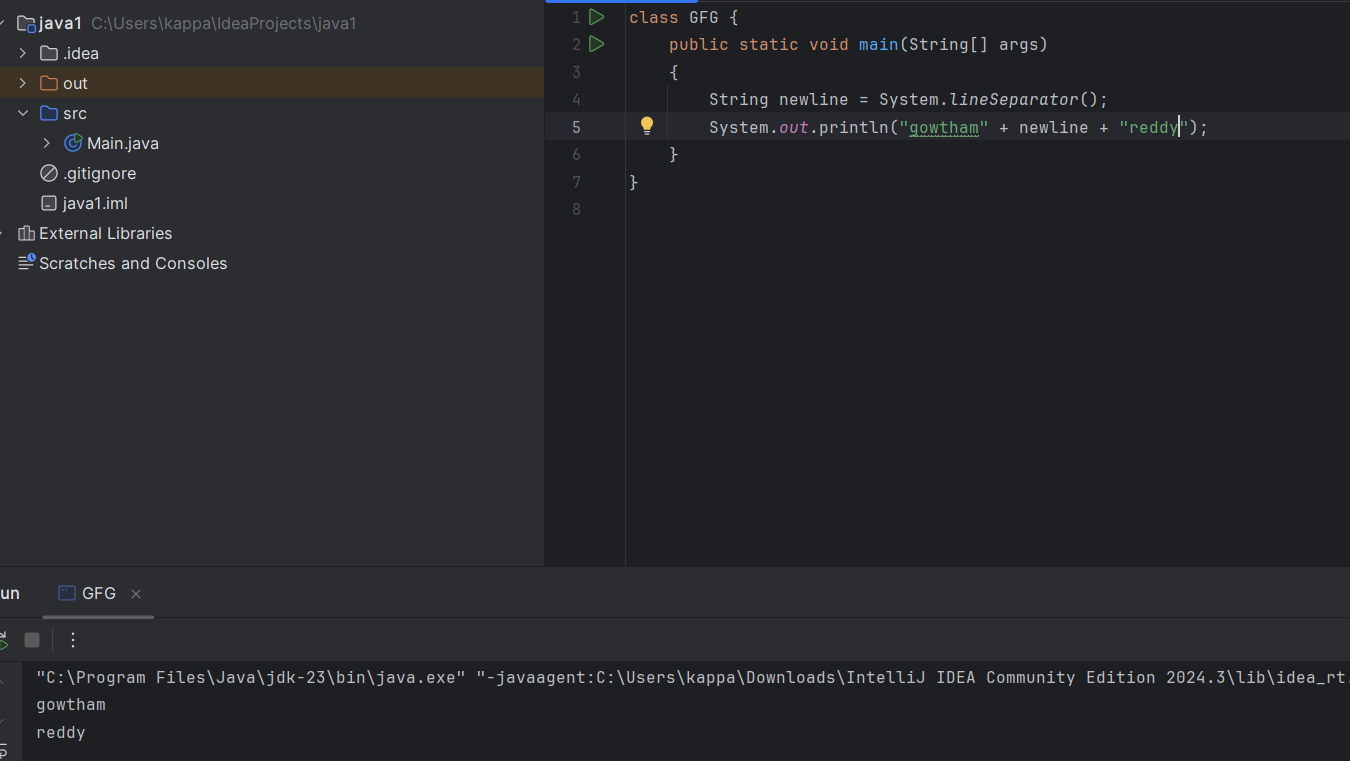 java1 C:\Users\kappa\IdeaProjects\java1
.idea
out
src
Main.java
.gitignore
java1.iml
External Libraries
Scratches and Consoles
1 class GFG {
2 public static void main(String[] args)
3 {
4 String newline = System.lineSeparator();
5 System.out.println("gowtham" + newline + "reddy");
6 }
7 }
8
un GFG
"C:\Program Files\Java\jdk-23\bin\java.exe" "-javaagent:C:\Users\kappa\Downloads\IntelliJ IDEA Community Edition 2024.3\lib\idea_rt.
gowtham
reddy